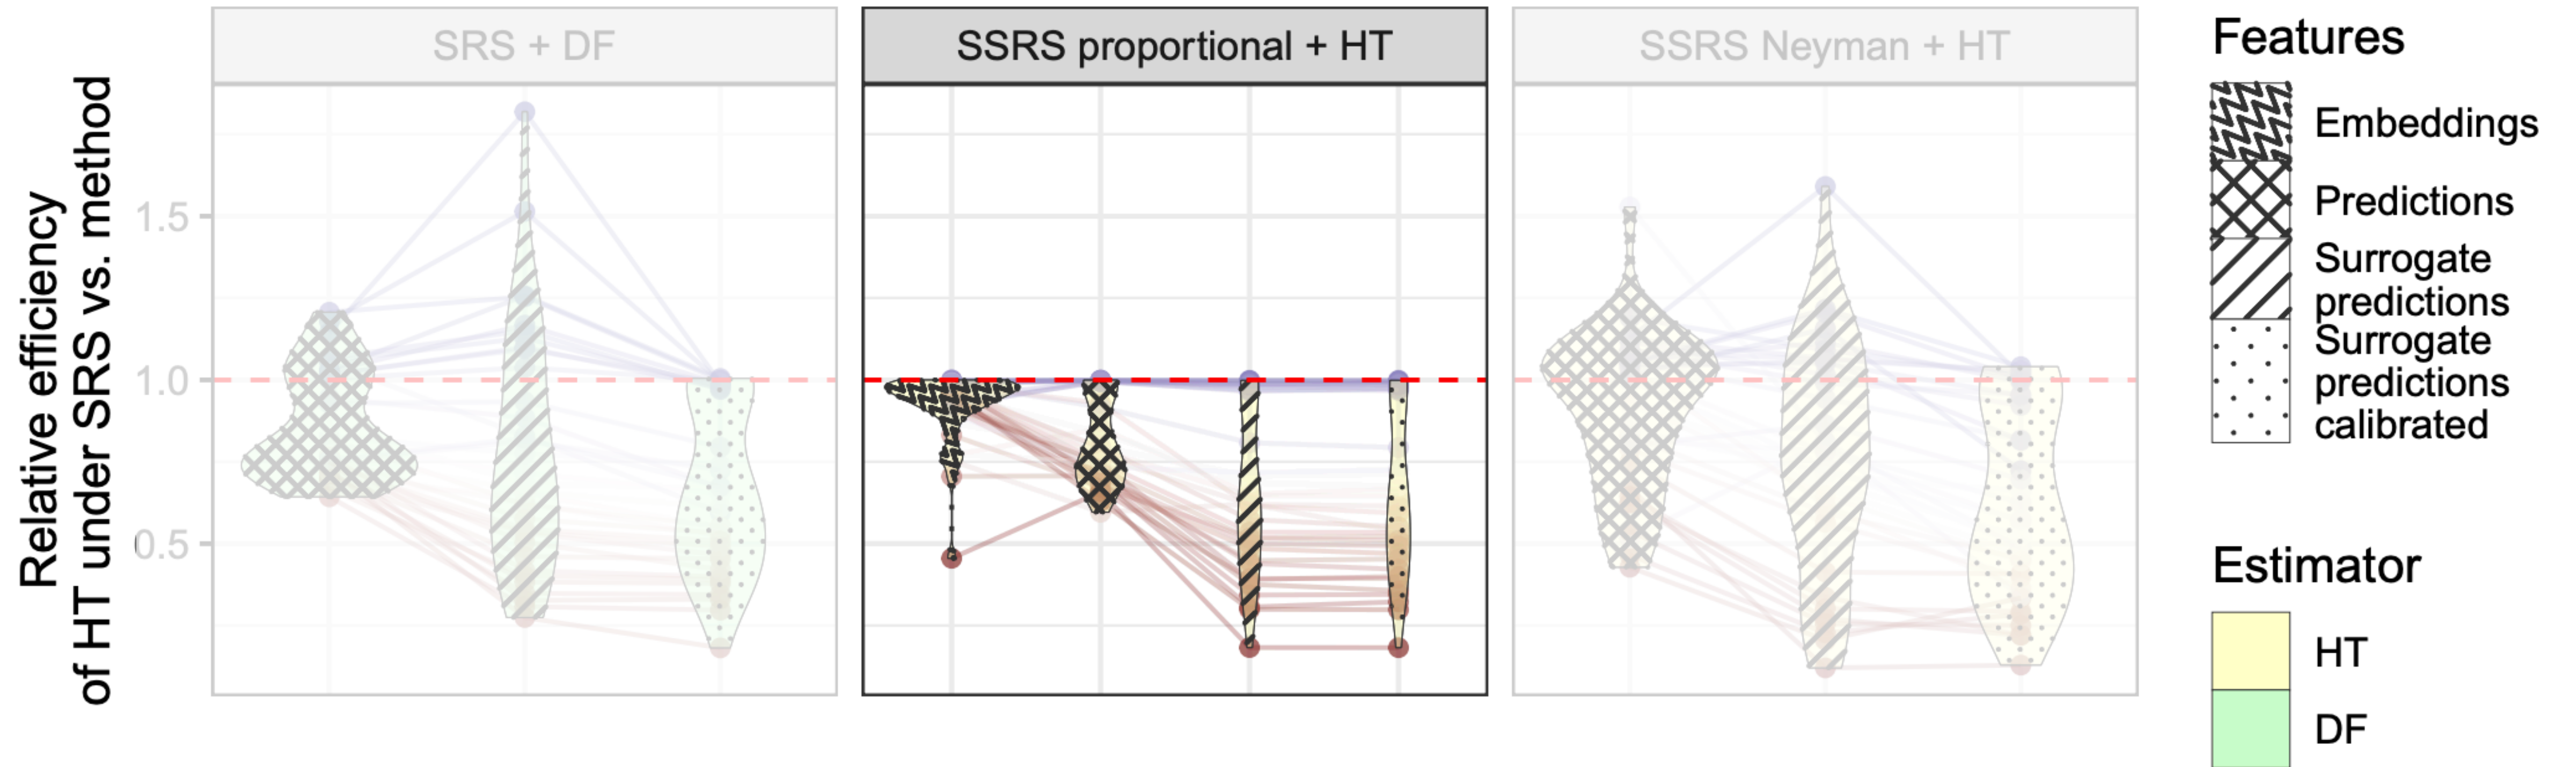 Relative efficiency
of HT under SRS vs. method
SRS + DF
SSRS proportional + HT
SSRS Neyman + HT
1.5
1.0
0.5
Features
Embeddings
Predictions
Surrogate
predictions
Surrogate
predictions
calibrated
Estimator
HT
DF